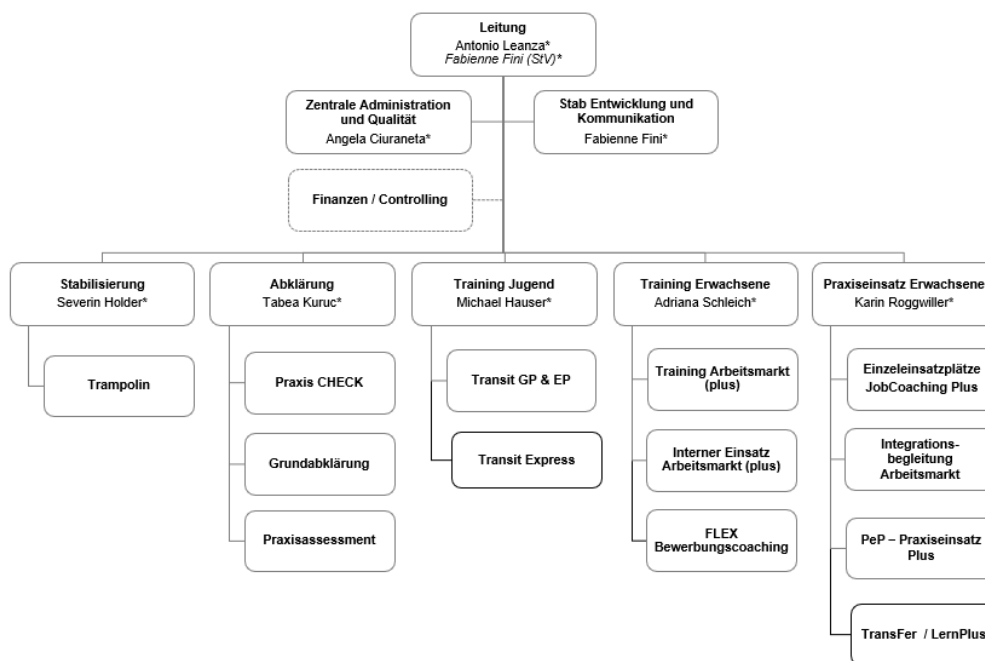 Leitung
Antonio Leanza*
Fabienne Fini (StV)*
Zentrale Administration
und Qualität
Angela Ciuraneta*
Stab Entwicklung und
Kommunikation
Fabienne Fini*
Finanzen / Controlling
Stabilisierung
Severin Holder*
Trampolin
Abklärung
Tabea Kuruc*
Praxis CHECK
Grundabklärung
Praxisassessment
Training Jugend
Michael Hauser*
Transit GP & EP
Transit Express
Training Erwachsene
Adriana Schleich*
Training Arbeitsmarkt
(plus)
Interner Einsatz
Arbeitsmarkt (plus)
FLEX
Bewerbungscoaching
Praxiseinsatz Erwachsene
Karin Roggwiller*
Einzeleinsatzplätze
JobCoaching Plus
Integrations-
begleitung
Arbeitsmarkt
PeP – Praxiseinsatz
Plus
TransFer / LernPlus